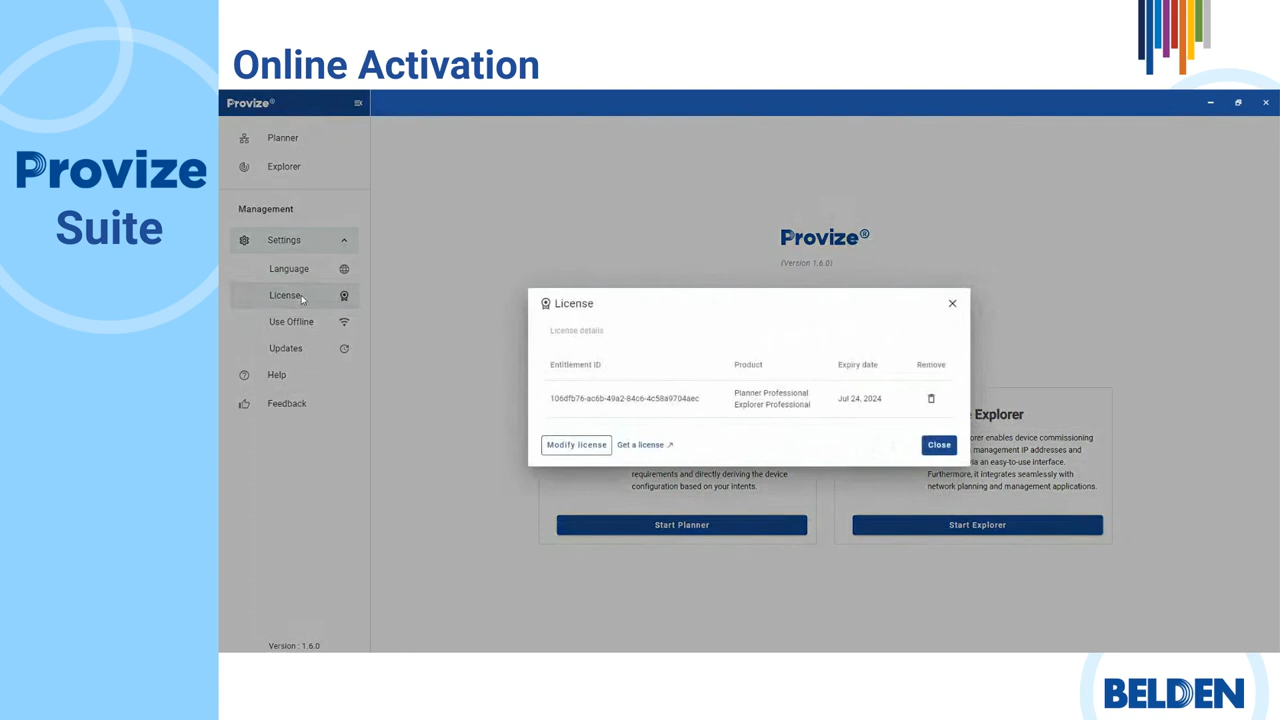 Online Activation
Provize
Suite
Provize®
Planner
Explorer
Management
Settings
Language
License
Use Offline
Updates
Help
Feedback
Version : 1.6.0
Provize®
(Version 1.6.0)
License
License details
Entitlement ID Product Expiry date Remove
106dfb76-ac6b-49a2-84c6-4c58a9704aec Planner Professional Jul 24, 2024
Explorer Professional
Modify license Get a license Close
requirements and directly deriving the device
configuration based on your intents.
Start Planner
Explorer
enables device commissioning
management IP addresses and
via an easy-to-use interface.
Furthermore, it integrates seamlessly with
network planning and management applications.
Start Explorer
BELDEN